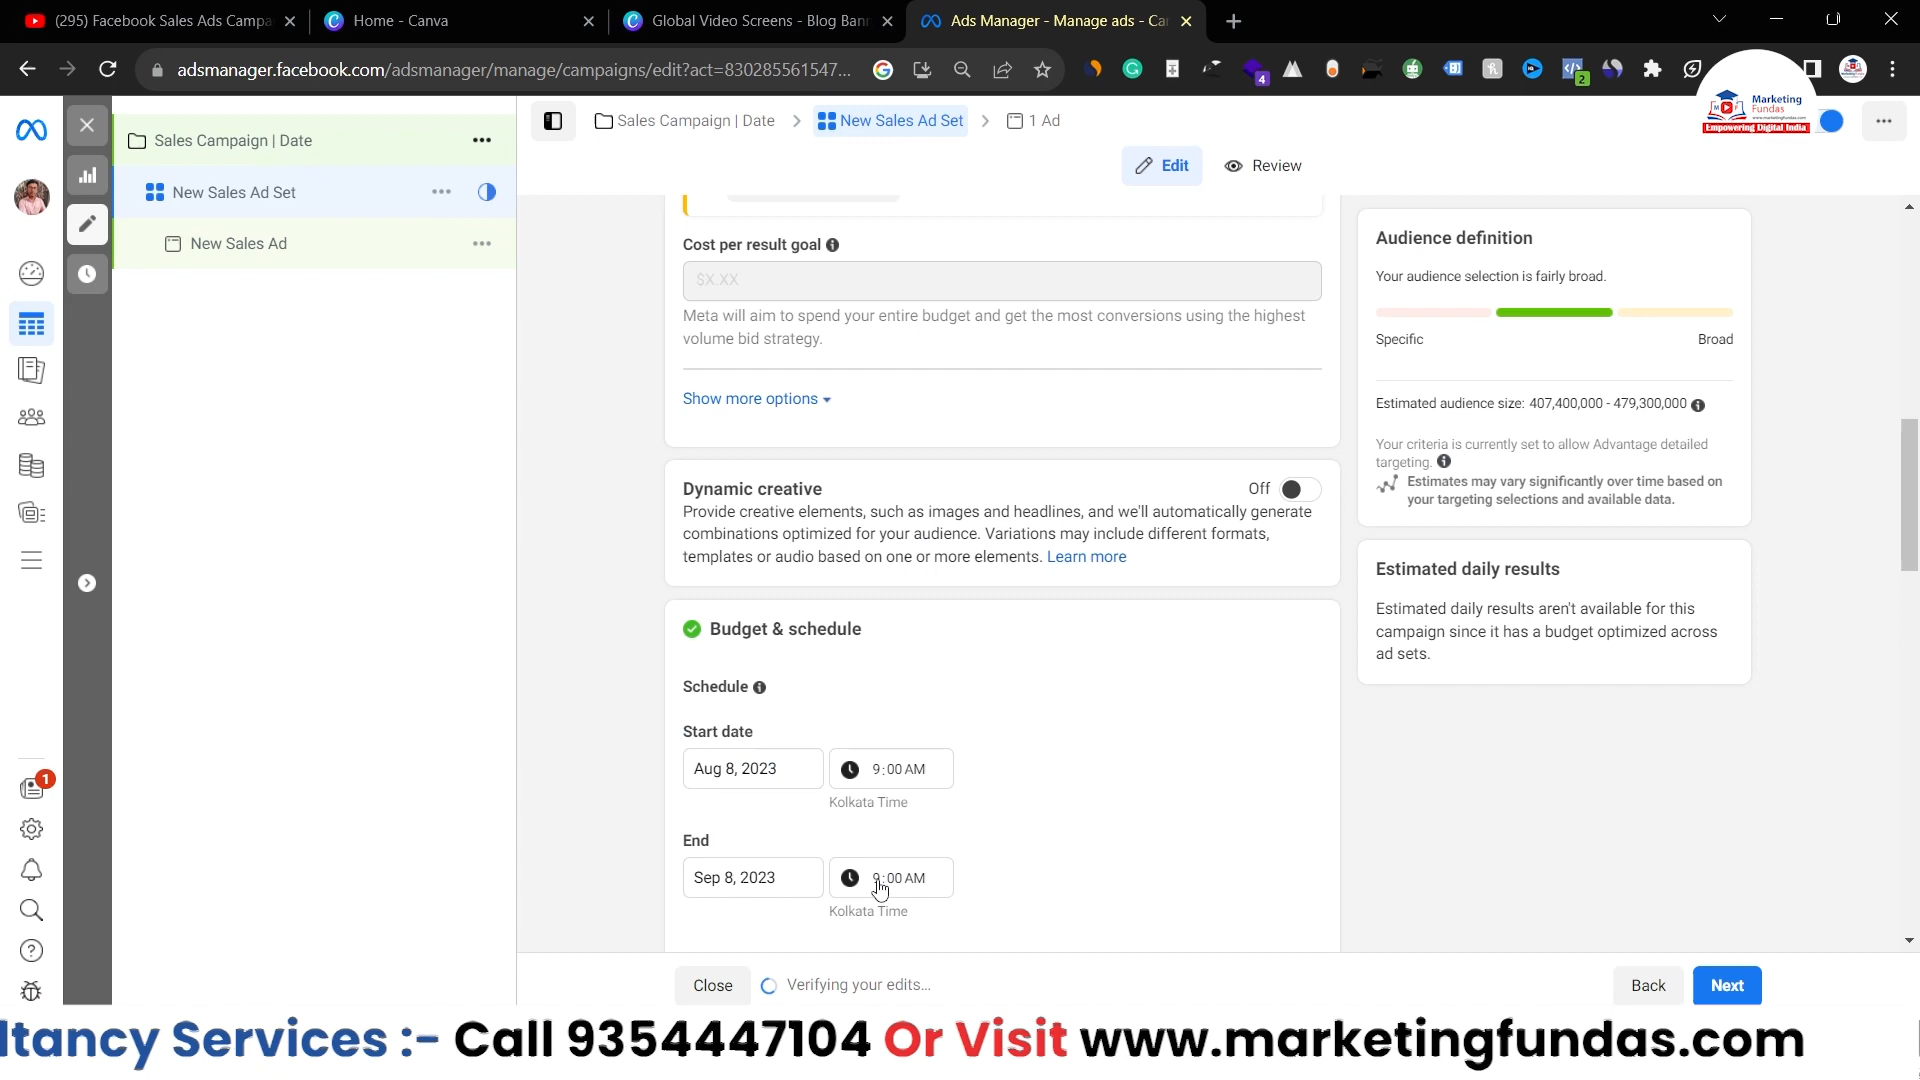 (295) Facebook Sales Ads Campa
Home - Canva
Global Video Screens - Blog Ban
Ads Manager - Manage ads - Ca
adsmanager.facebook.com/adsmanager/manage/campaigns/edit?act=830285561547...
4
2
Marketing
Fundas
www.marketingfundas.com
Empowering Digital India
Sales Campaign | Date
New Sales Ad Set
New Sales Ad
Sales Campaign | Date
New Sales Ad Set
1 Ad
Edit
Review
Cost per result goal
$X.XX
Meta will aim to spend your entire budget and get the most conversions using the highest
volume bid strategy.
Show more options
Dynamic creative
Off
Provide creative elements, such as images and headlines, and we'll automatically generate
combinations optimized for your audience. Variations may include different formats,
templates or audio based on one or more elements. Learn more
Budget & schedule
Schedule
Start date
Aug 8, 2023
9:00 AM
Kolkata Time
End
Sep 8, 2023
9:00 AM
Kolkata Time
Audience definition
Your audience selection is fairly broad.
Specific
Broad
Estimated audience size: 407,400,000 - 479,300,000
Your criteria is currently set to allow Advantage detailed
targeting.
Estimates may vary significantly over time based on
your targeting selections and available data.
Estimated daily results
Estimated daily results aren't available for this
campaign since it has a budget optimized across
ad sets.
1
Close
Verifying your edits...
Back
Next
ltancy Services :- Call 9354447104 Or Visit www.marketingfundas.com